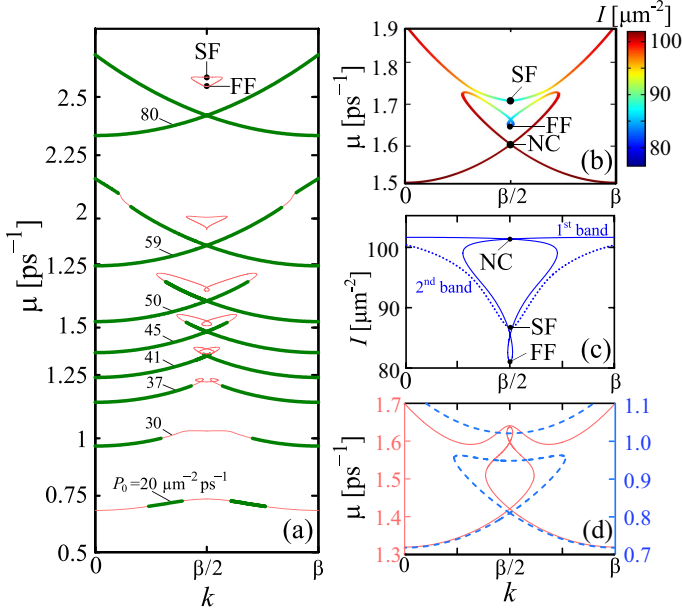 SF
FF
80
59
50
45
41
37
30
P₀=20 μm⁻²ps⁻¹
(a)
2.5
2.25
2
1.25
1.5
1.25
1
0.75
0.5
μ [ps⁻¹]
0
β/2
β
k
I [μm⁻²]
1.9
1.8
1.7
1.6
1.5
μ [ps⁻¹]
SF
FF
NC
(b)
0
β/2
β
100
90
80
1ˢᵗ band
NC
2ⁿᵈ band
SF
FF
(c)
100
90
80
I [μm⁻²]
0
β/2
β
1.7
1.6
1.5
1.4
1.3
μ [ps⁻¹]
1.1
1.0
0.9
0.8
0.7
(d)
0
β/2
β
k